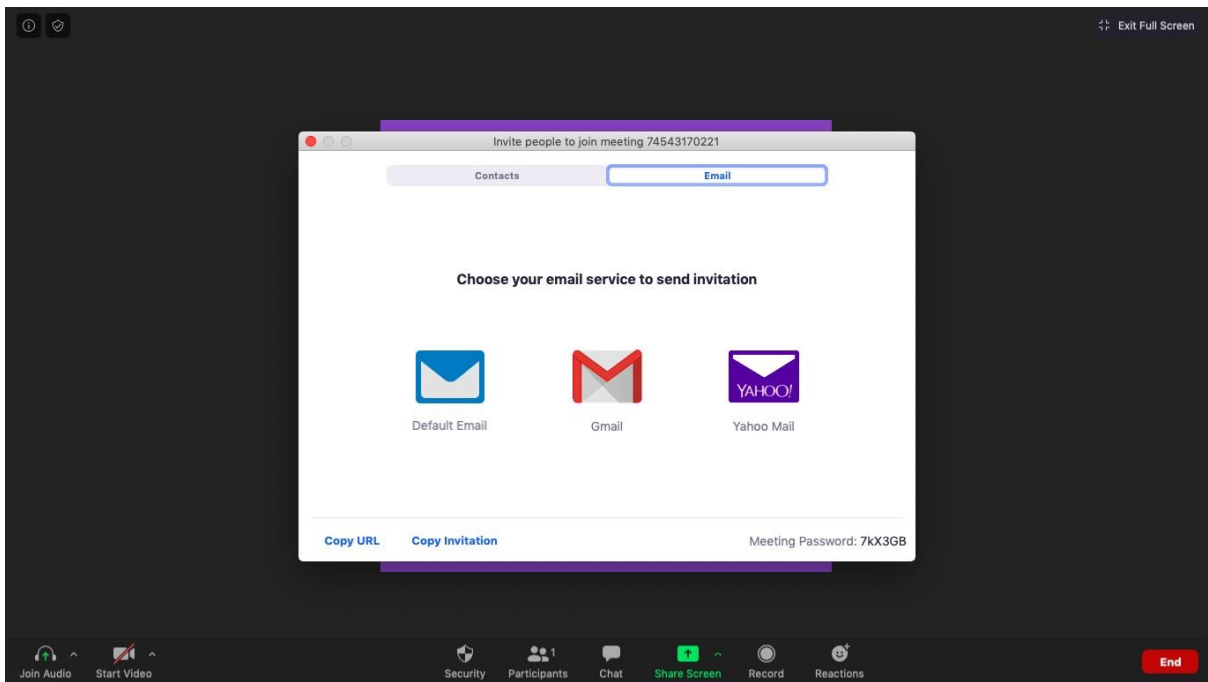 Exit Full Screen
Invite people to join meeting 74543170221
Contacts Email
Choose your email service to send invitation
YAHOO!
Default Email Gmail Yahoo Mail
Copy URL Copy Invitation Meeting Password: 7kX3GB
1
Join Audio Start Video Security Participants Chat Share Screen Record Reactions End